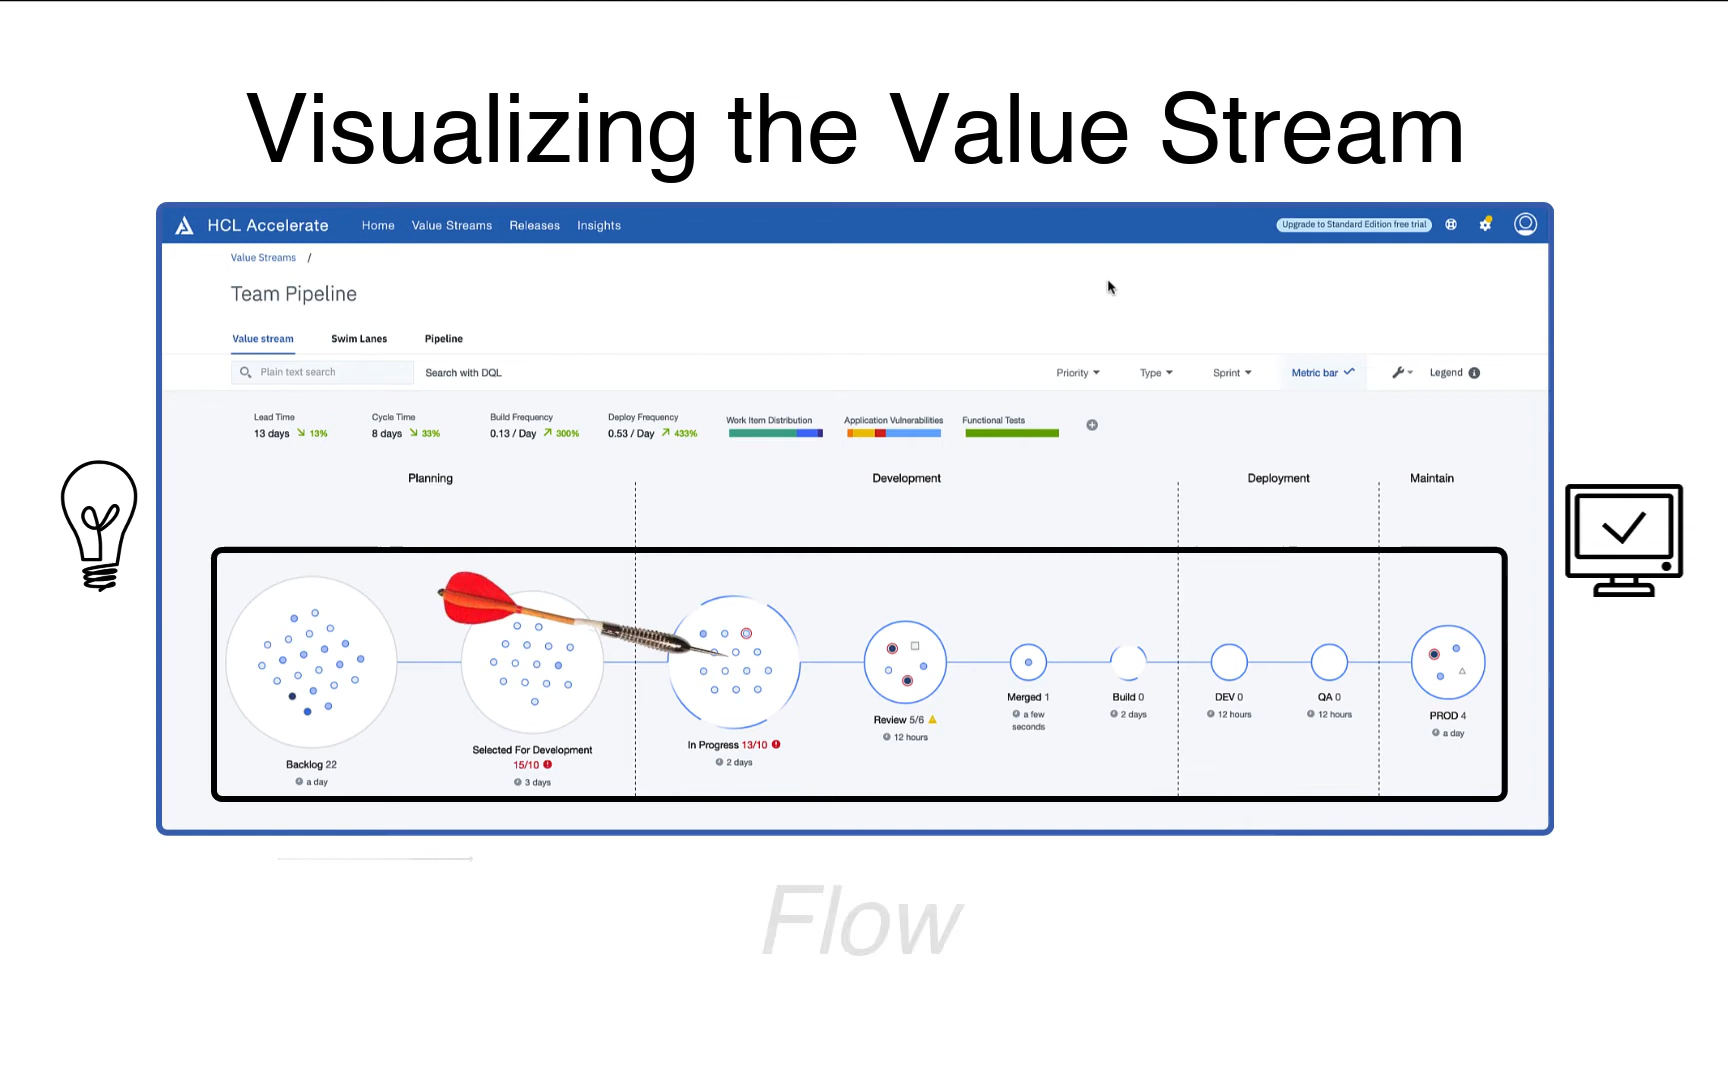 Visualizing the Value Stream
HCL Accelerate Home Value Streams Releases Insights Upgrade to Standard Edition free trial
Value Streams /
Team Pipeline
Value stream Swim Lanes Pipeline
Plain text search Search with DQL Priority Type Sprint Metric bar Legend
Lead Time Cycle Time Build Frequency Deploy Frequency Work Item Distribution Application Vulnerabilities Functional Tests
13 days 13% 8 days 33% 0.13 / Day 300% 0.53 / Day 433%
Planning Development Deployment Maintain
Backlog 22
a day
Selected For Development
15/10
3 days
In Progress 13/10
2 days
Review 5/6
12 hours
Merged 1
a few
seconds
Build 0
2 days
DEV 0
12 hours
QA 0
12 hours
PROD 4
a day
Flow